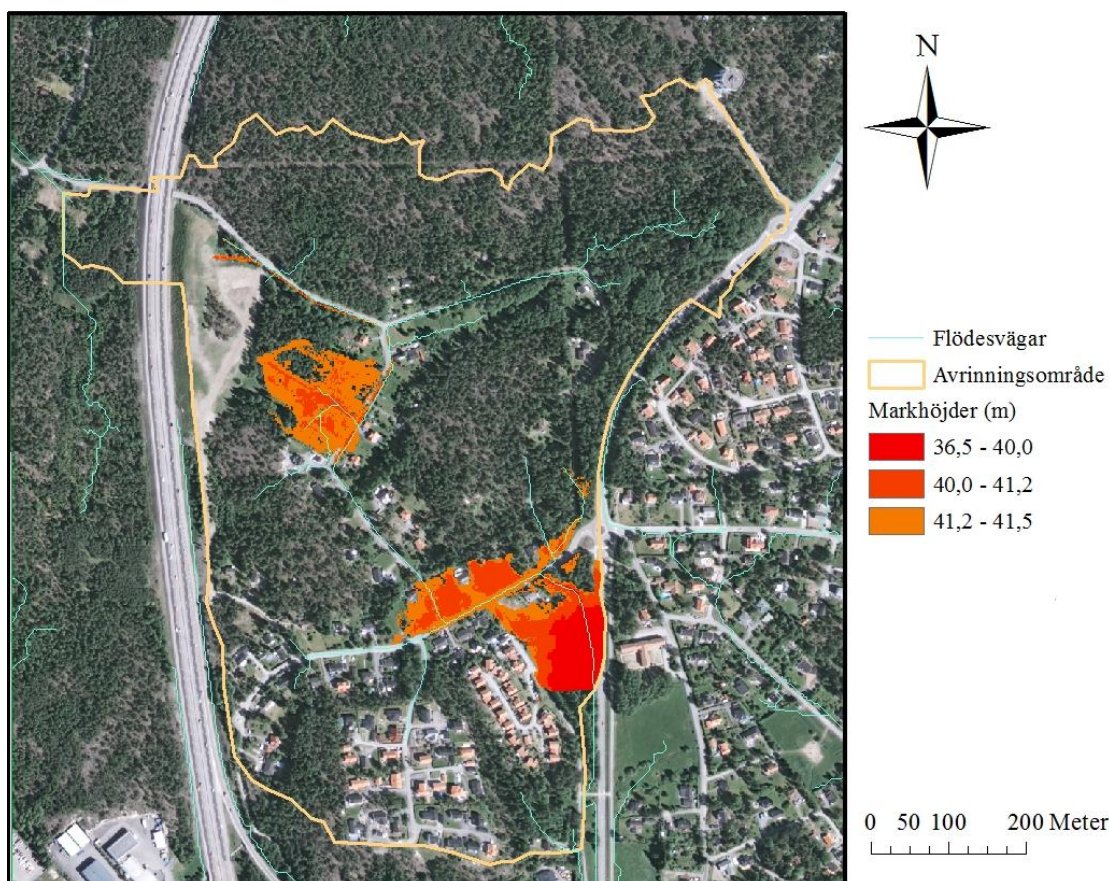 N
Flödesvägar
Avrinningsområde
Markhöjder (m)
36,5 - 40,0
40,0 - 41,2
41,2 - 41,5
0 50 100 200 Meter